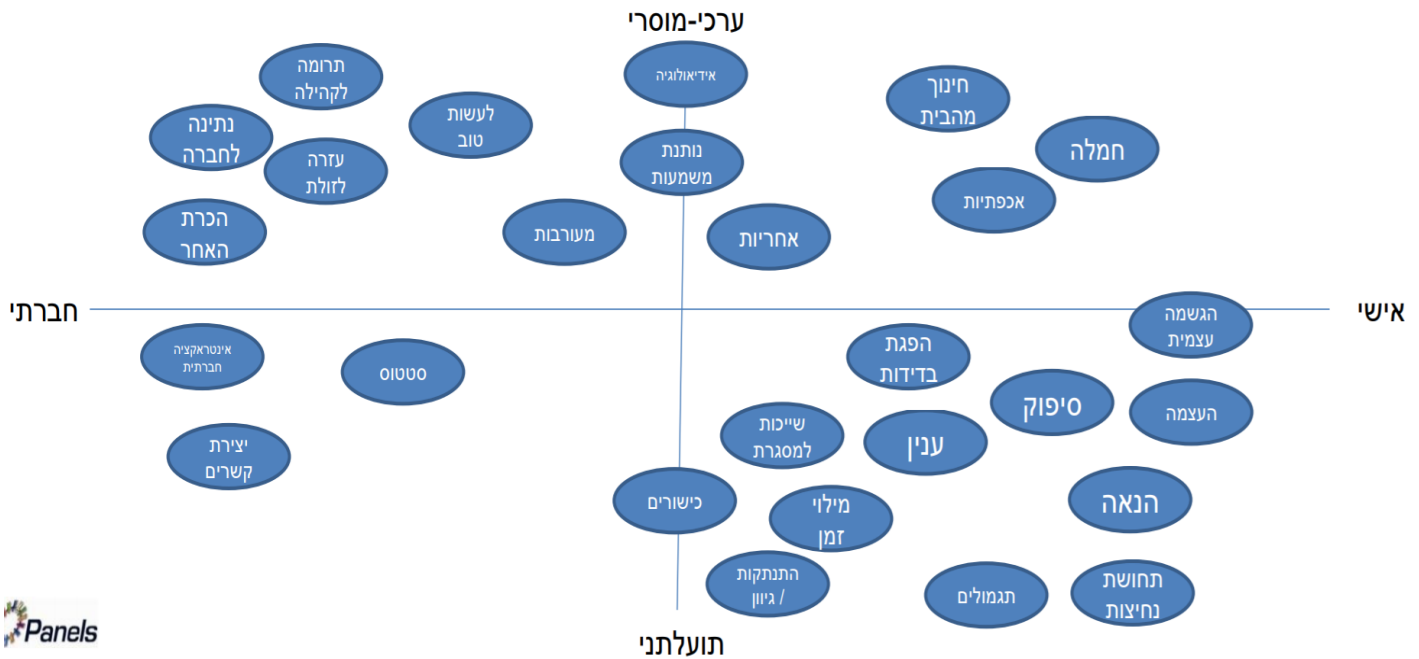 ערכי-מוסרי
אידיאולוגיה
תרומה
לקהילה
חינוך
מהבית
לעשות
טוב
נתינה
לחברה
חמלה
נותנת
משמעות
עזרה
לזולת
אכפתיות
הכרת
האחר
מעורבות
אחריות
חברתי
אישי
הגשמה
עצמית
אינטראקציה
חברתית
הפגת
בדידות
סטטוס
סיפוק
העצמה
שייכות
למסגרת
ענין
יצירת
קשרים
כישורים
הנאה
מילוי
זמן
התנתקות
/ גיוון
תגמולים
תחושת
נחיצות
Panels
תועלתני